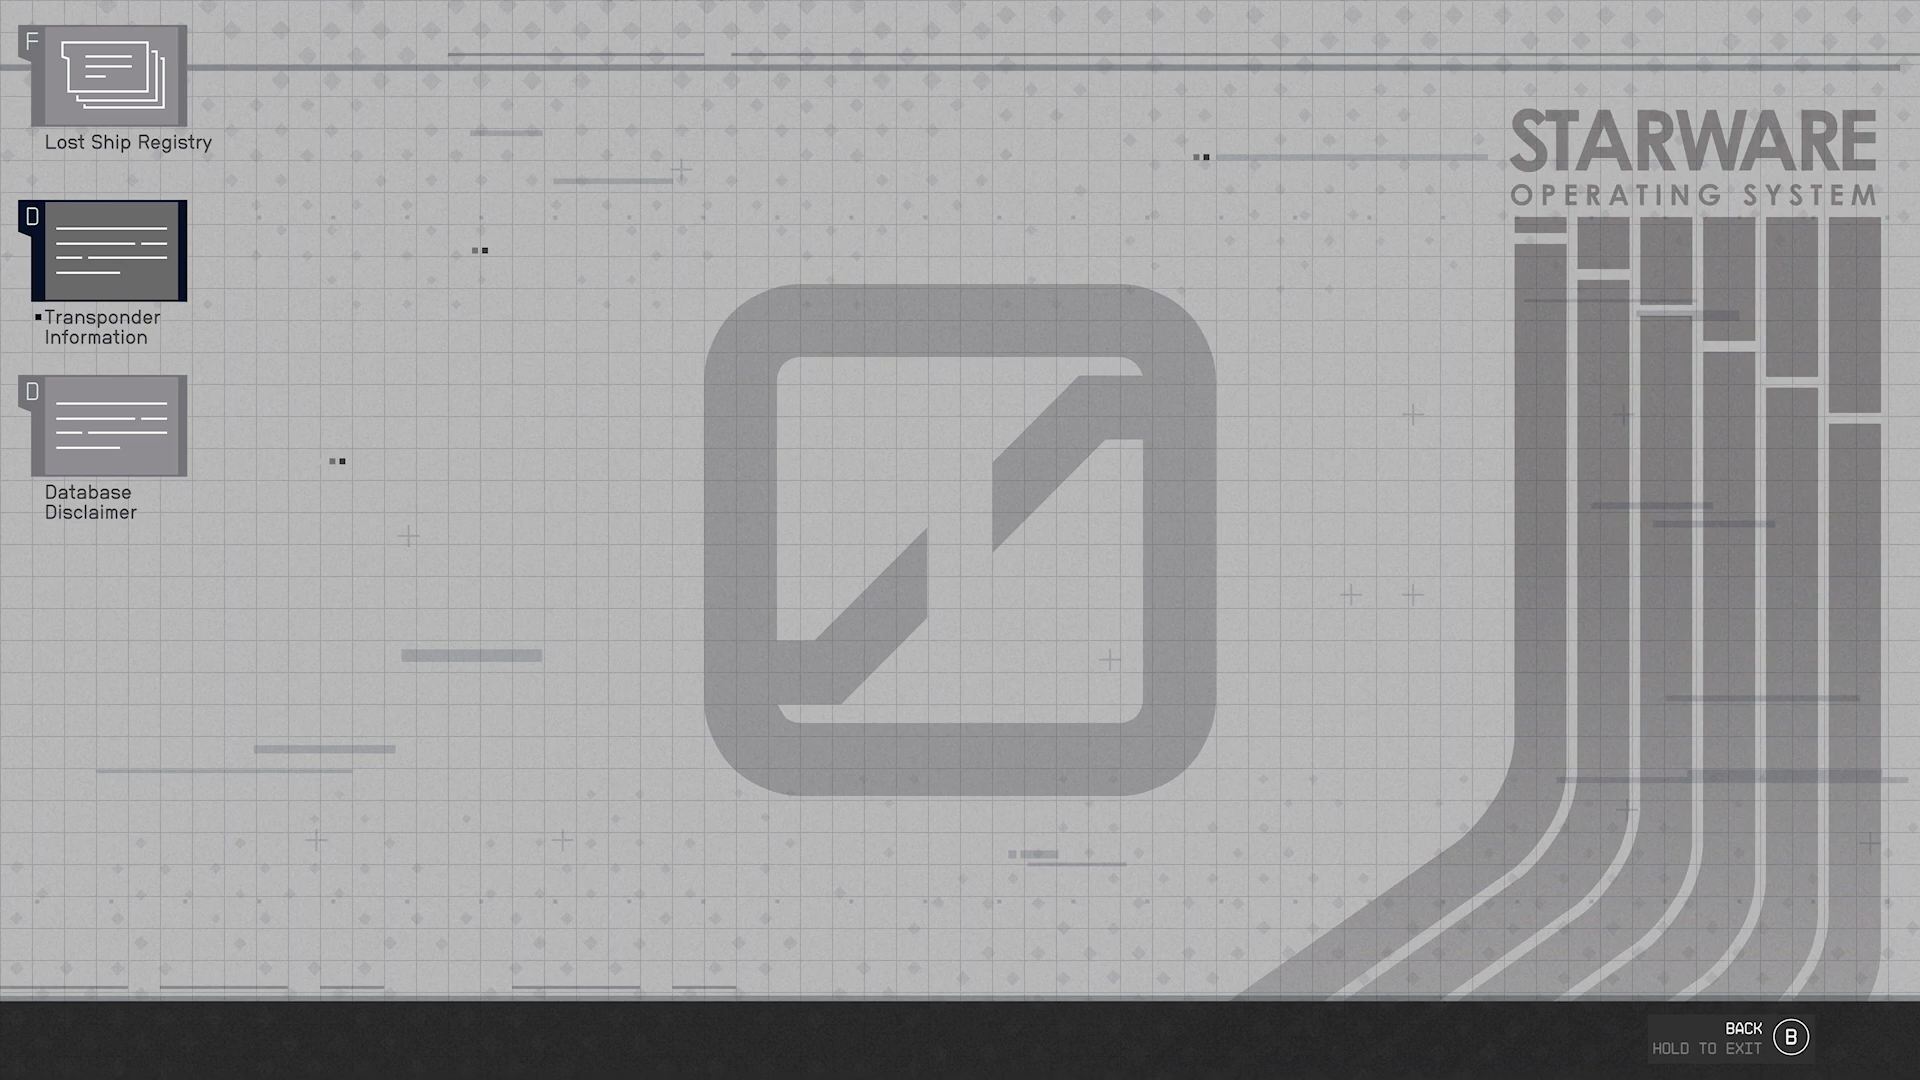 F
Lost Ship Registry
D
Transponder
Information
D
Database
Disclaimer
STARWARE
OPERATING SYSTEM
BACK
HOLD TO EXIT
B